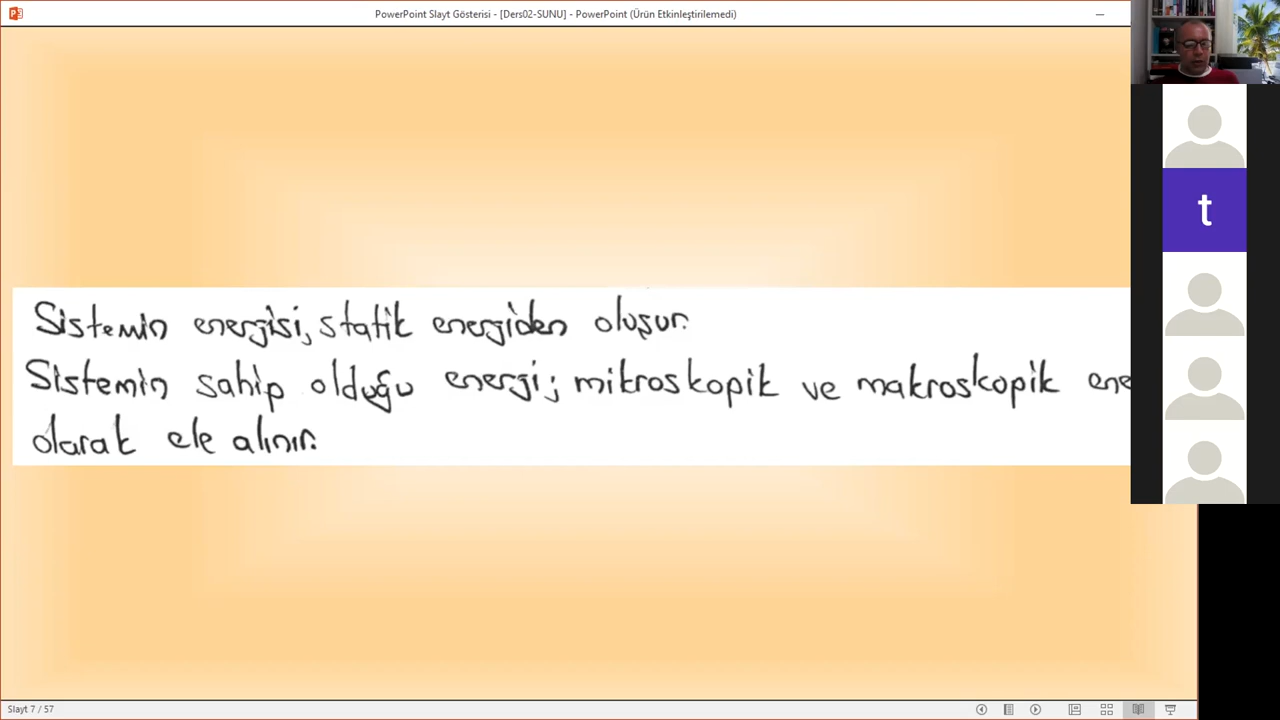 PowerPoint Slayt Gösterisi - [Ders02-SUNU] - PowerPoint (Ürün Etkinleştirilemedi)
t
Sistemin energisi, statik energiden oluşur.
Sistemin sahip olduğu energi; mikroskopik ve makroskopik ene
olarak ele alınır.
Slayt 7 / 57